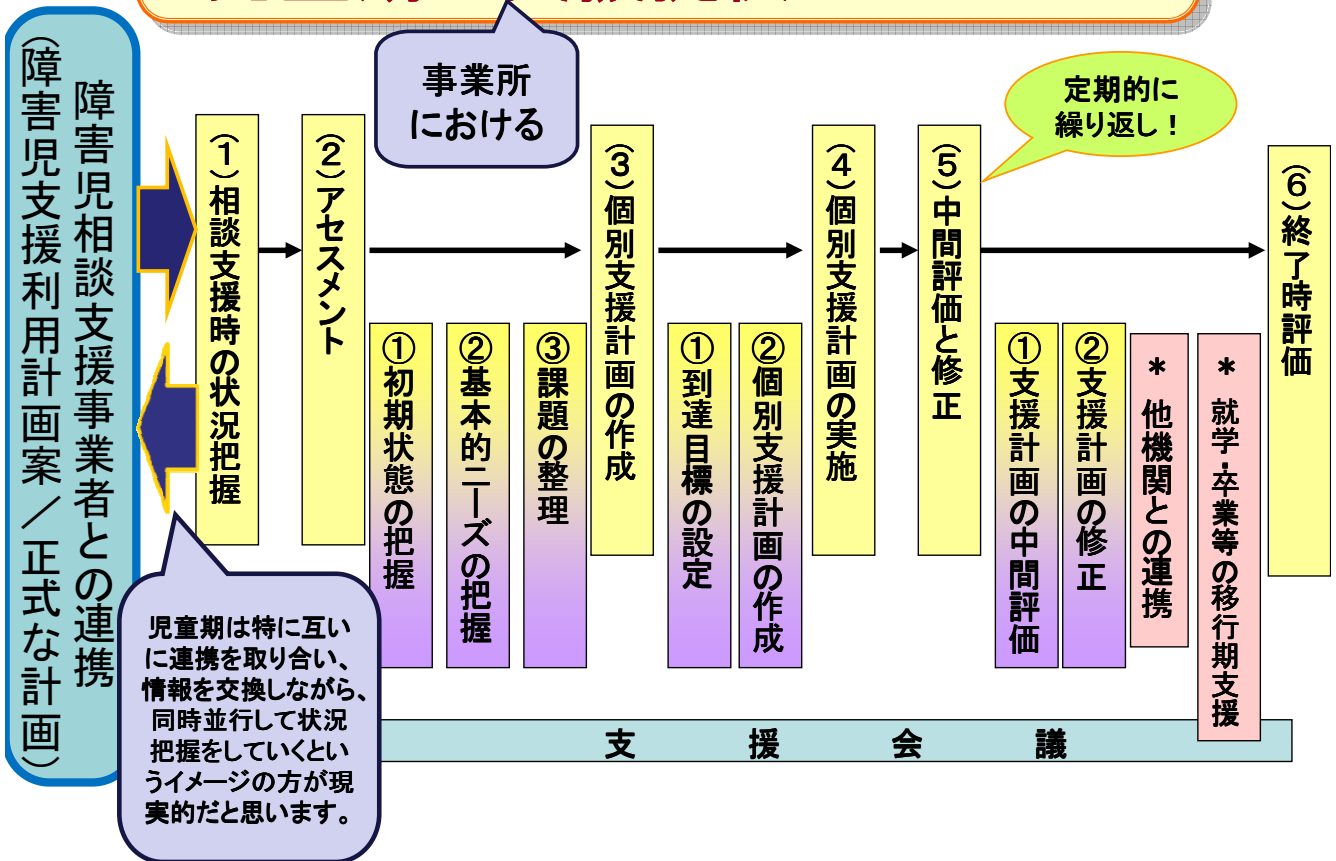 事業所
における
定期的に
繰り返し！
障害児相談支援事業者との連携
（障害児支援利用計画案／正式な計画）
（１）相談支援時の状況把握
（２）アセスメント
①初期状態の把握
②基本的ニーズの把握
③課題の整理
（３）個別支援計画の作成
①到達目標の設定
②個別支援計画の作成
（４）個別支援計画の実施
（５）中間評価と修正
①支援計画の中間評価
②支援計画の修正
＊ 他機関との連携
＊ 就学・卒業等の移行期支援
（６）終了時評価
児童期は特に互い
に連携を取り合い、
情報を交換しながら、
同時並行して状況
把握をしていくとい
うイメージの方が現
実的だと思います。
支援会議